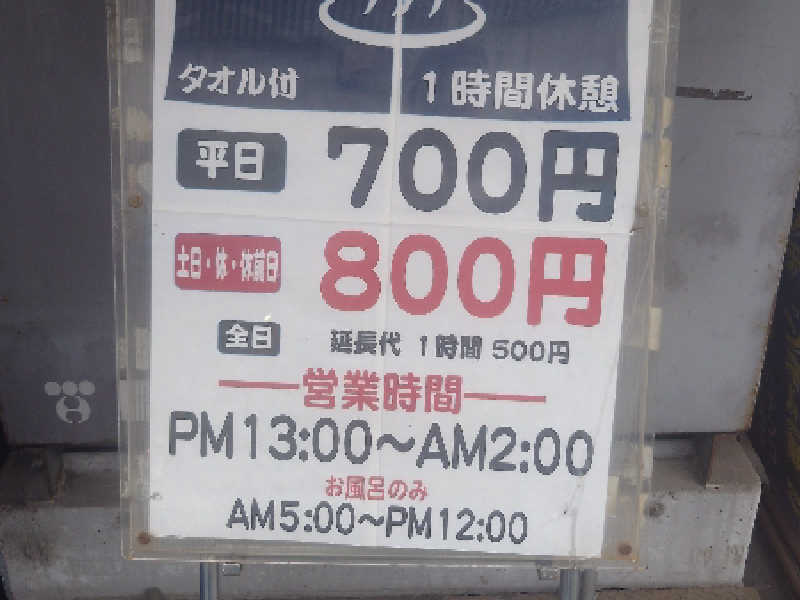 タオル付 1時間休憩
平日 700円
土日・休・休前日 800円
全日 延長代 1時間 500円
営業時間
PM13:00〜AM2:00
お風呂のみ
AM5:00〜PM12:00